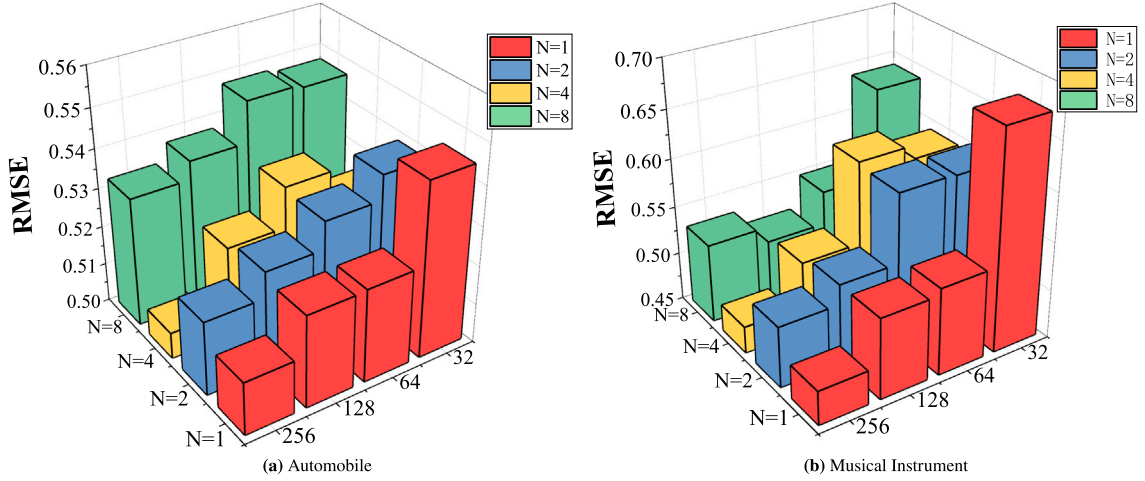 RMSE
0.56
0.55
0.54
0.53
0.52
0.51
0.50
N=8
N=4
N=2
N=1
256
128
64
32
N=1
N=2
N=4
N=8
(a) Automobile
RMSE
0.70
0.65
0.60
0.55
0.50
0.45
N=8
N=4
N=2
N=1
256
128
64
32
N=1
N=2
N=4
N=8
(b) Musical Instrument